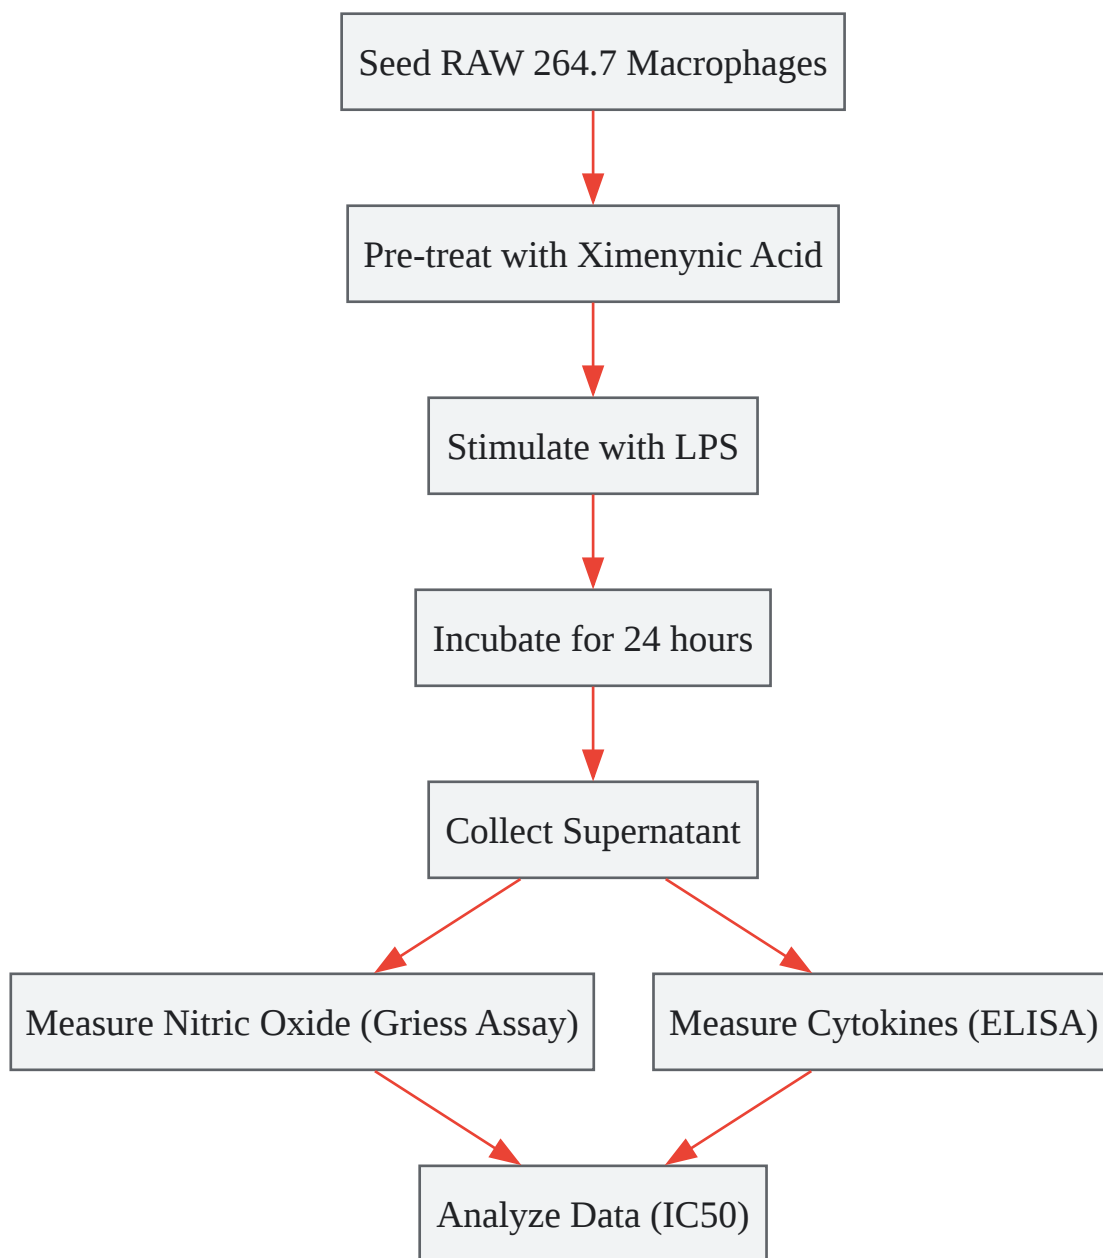 Seed RAW 264.7 Macrophages
Pre-treat with Ximenynic Acid
Stimulate with LPS
Incubate for 24 hours
Collect Supernatant
Measure Nitric Oxide (Griess Assay)
Measure Cytokines (ELISA)
Analyze Data (IC50)